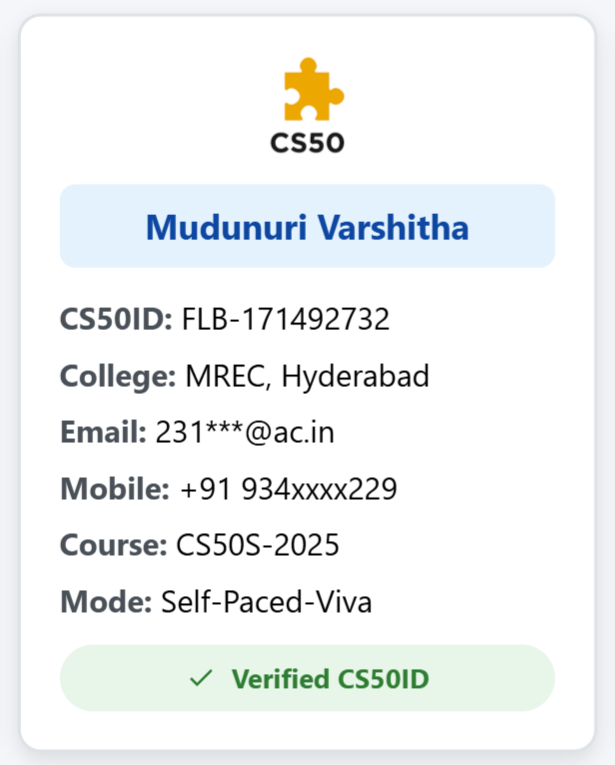 CS50
Mudunuri Varshitha
CS50ID: FLB-171492732
College: MREC, Hyderabad
Email: 231***@ac.in
Mobile: +91 934xxxx229
Course: CS50S-2025
Mode: Self-Paced-Viva
✓ Verified CS50ID